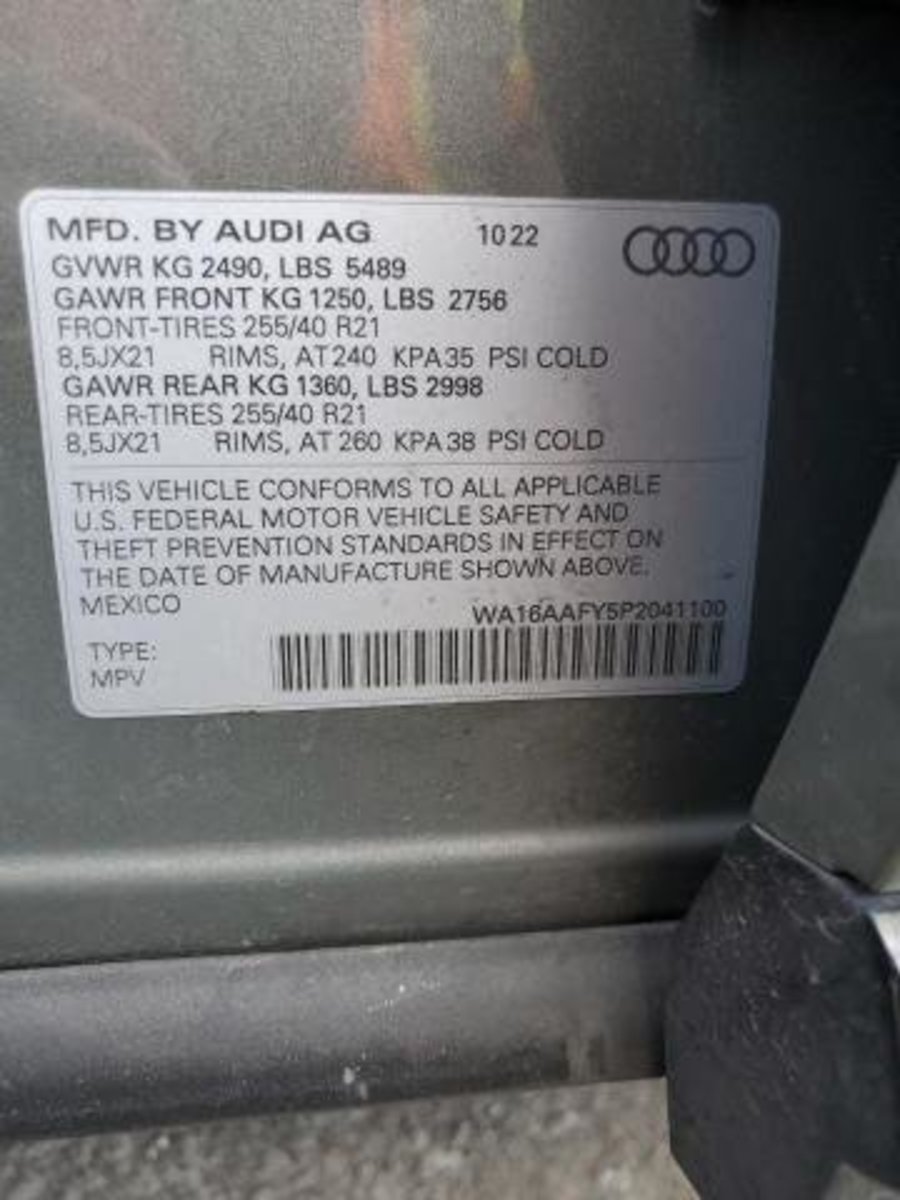 MFD. BY AUDI AG 1022
GVWR KG 2490, LBS 5489
GAWR FRONT KG 1250, LBS 2756
FRONT-TIRES 255/40 R21
8,5JX21 RIMS, AT 240 KPA 35 PSI COLD
GAWR REAR KG 1360, LBS 2998
REAR-TIRES 255/40 R21
8,5JX21 RIMS, AT 260 KPA 38 PSI COLD
THIS VEHICLE CONFORMS TO ALL APPLICABLE
U.S. FEDERAL MOTOR VEHICLE SAFETY AND
THEFT PREVENTION STANDARDS IN EFFECT ON
THE DATE OF MANUFACTURE SHOWN ABOVE.
MEXICO WA16AAFY5P2041100
TYPE:
MPV